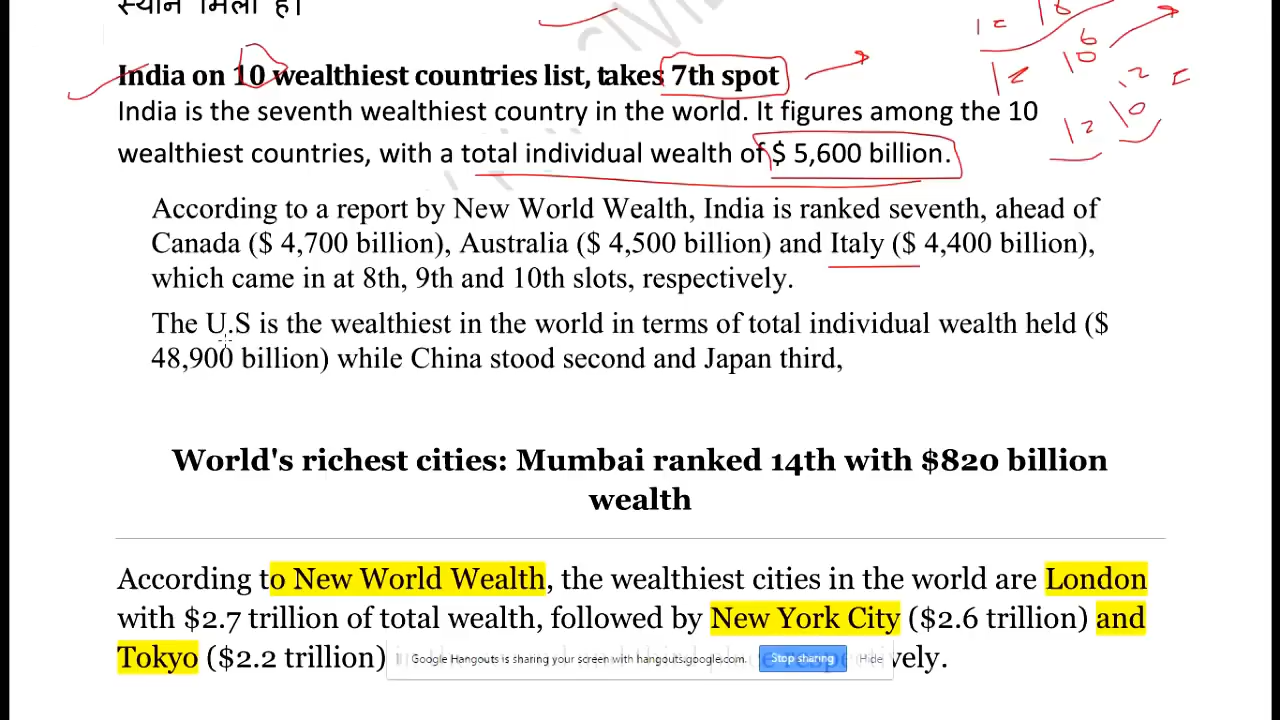 स्थान मिला है।
India on 10 wealthiest countries list, takes 7th spot
India is the seventh wealthiest country in the world. It figures among the 10
wealthiest countries, with a total individual wealth of $ 5,600 billion.
According to a report by New World Wealth, India is ranked seventh, ahead of
Canada ($ 4,700 billion), Australia ($ 4,500 billion) and Italy ($ 4,400 billion),
which came in at 8th, 9th and 10th slots, respectively.
The U.S is the wealthiest in the world in terms of total individual wealth held ($
48,900 billion) while China stood second and Japan third,
World's richest cities: Mumbai ranked 14th with $820 billion
wealth
According to New World Wealth, the wealthiest cities in the world are London
with $2.7 trillion of total wealth, followed by New York City ($2.6 trillion) and
Tokyo ($2.2 trillion)
Google Hangouts is sharing your screen with hangouts.google.com. Stop sharing Hide